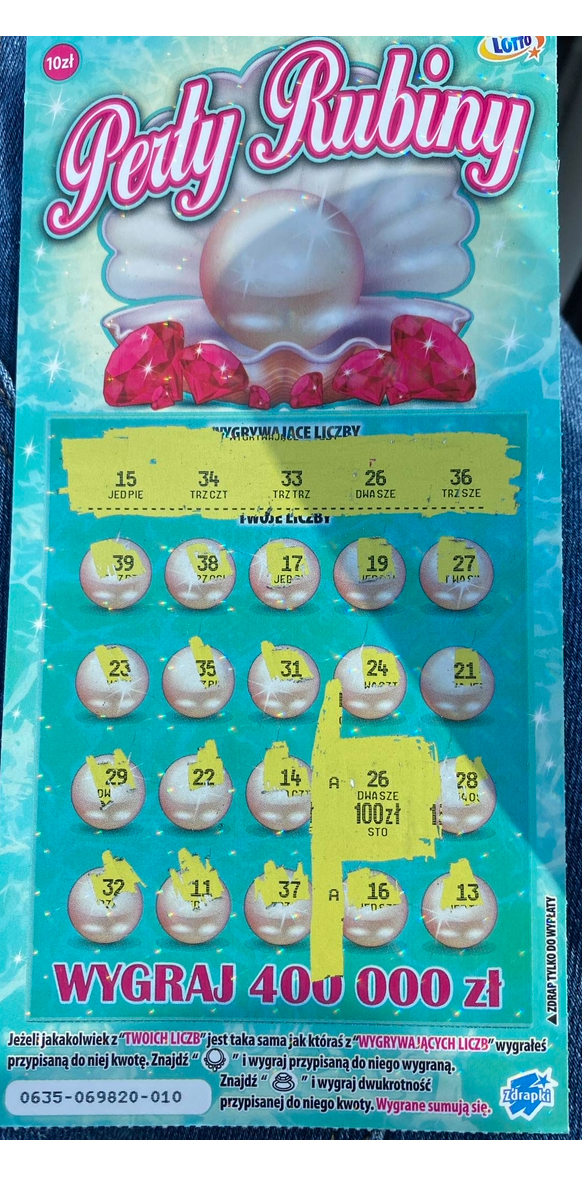 10zł
LOTTO
Perły Rubiny
WYGRYWAJĄCE LICZBY
15 34 33 26 36
JEDPIĘ TRZCZT TRZTRZ DWASZE TRZSZE
TWOJE LICZBY
39 38 17 19 27
23 35 31 24 21
29 22 14 A 26 28
DWASZE
100zł
STO
32 11 37 A 16 13
WYGRAJ 400 000 zł
▲ ZDRAP TYLKO DO WYPŁATY
Jeżeli jakakolwiek z "TWOICH LICZB" jest taka sama jak któraś z "WYGRYWAJĄCYCH LICZB" wygrałeś
przypisaną do niej kwotę. Znajdź " " i wygraj przypisaną do niego wygraną.
Znajdź " " i wygraj dwukrotność
przypisanej do niego kwoty. Wygrane sumują się.
0635-069820-010
Zdrapki